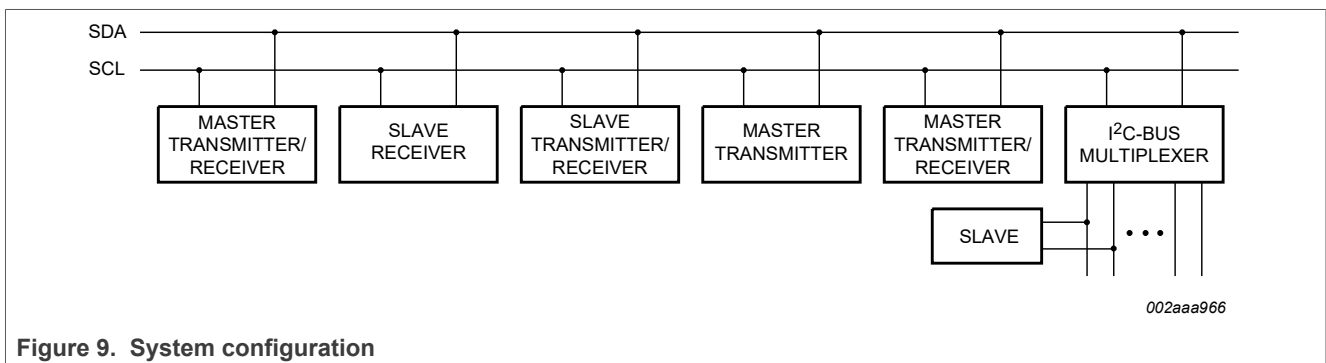 SDA
SCL
MASTER
TRANSMITTER/
RECEIVER
SLAVE
RECEIVER
SLAVE
TRANSMITTER/
RECEIVER
MASTER
TRANSMITTER
MASTER
TRANSMITTER/
RECEIVER
I²C-BUS
MULTIPLEXER
SLAVE
002aaa966
Figure 9. System configuration